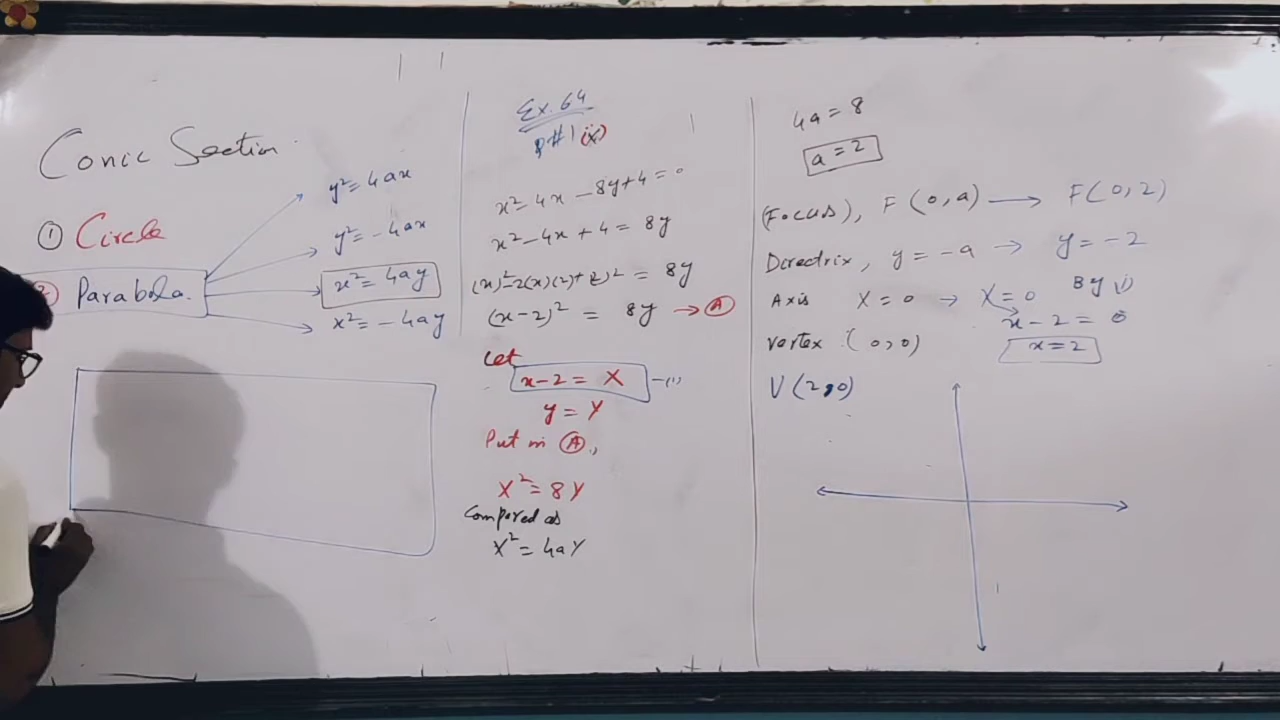 Conic Section
① Circle
② Parabola.
y² = 4ax
y² = -4ax
x² = 4ay
x² = -4ay
Ex. 6.4
Q#1 (x)
x² - 4x - 8y + 4 = 0
x² - 4x + 4 = 8y
(x)² - 2(x)(2) + (2)² = 8y
(x-2)² = 8y → Ⓐ
Let
x-2 = X —(i)
y = Y
Put in Ⓐ,
X² = 8Y
Compared as
X² = 4aY
4a = 8
a = 2
(Focus), F(0,a) → F(0,2)
Directrix, y = -a → y = -2
Axis X = 0 → X = 0 By i)
x - 2 = 0
x = 2
Vertex (0,0)
V(2,0)